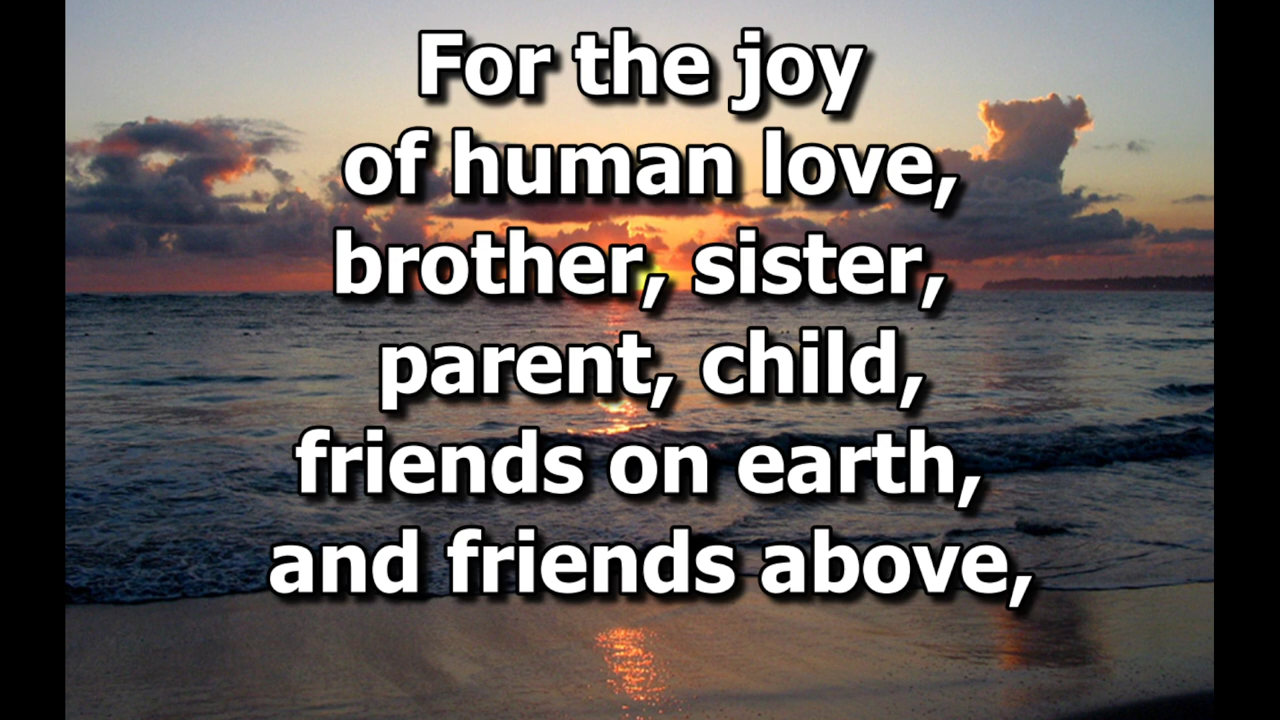 For the joy
of human love,
brother, sister,
parent, child,
friends on earth,
and friends above,